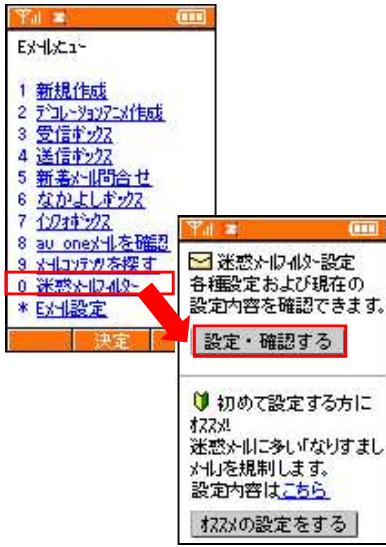 Eﾒｰﾙﾒﾆｭｰ
1 新規作成
2 ﾃﾞｺﾚｰｼｮﾝｱﾆﾒ作成
3 受信ﾎﾞｯｸｽ
4 送信ﾎﾞｯｸｽ
5 新着ﾒｰﾙ問合せ
6 なかよしﾎﾞｯｸｽ
7 ｲﾝﾌｫﾎﾞｯｸｽ
8 au oneﾒｰﾙを確認
9 ﾒｰﾙｺﾝﾃﾝﾂを探す
0 迷惑ﾒｰﾙﾌｨﾙﾀｰ
* Eﾒｰﾙ設定
決定
迷惑ﾒｰﾙﾌｨﾙﾀｰ設定
各種設定および現在の
設定内容を確認できます。
設定・確認する
初めて設定する方に
ｵｽｽﾒ!
迷惑ﾒｰﾙに多い｢なりすまし
ﾒｰﾙ｣を規制します。
設定内容はこちら
ｵｽｽﾒの設定をする